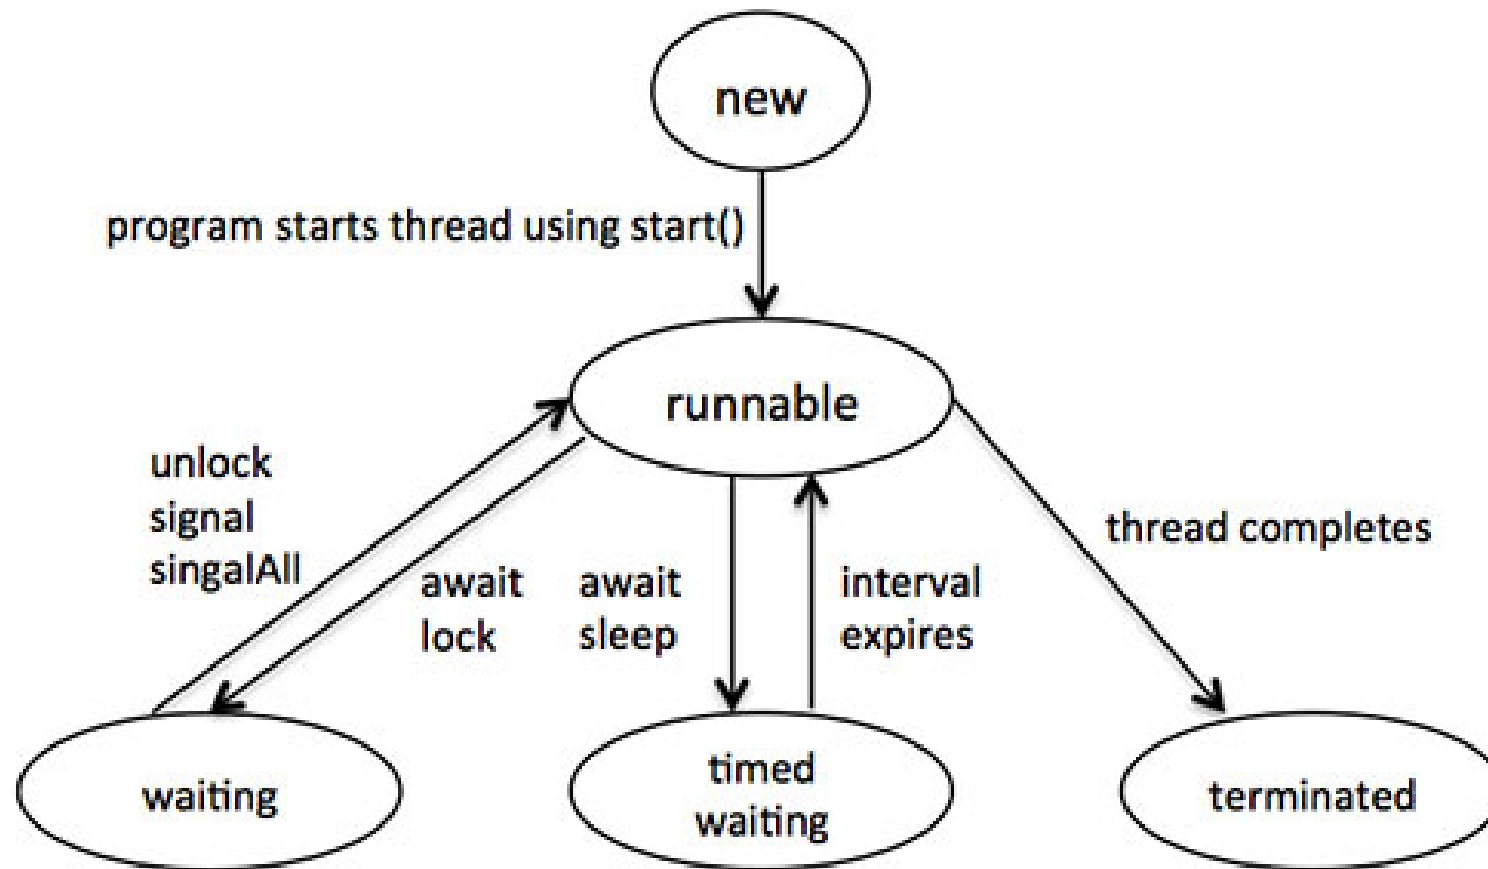 new
program starts thread using start()
runnable
unlock
signal
singalAll
await
lock
await
sleep
interval
expires
thread completes
waiting
timed
waiting
terminated